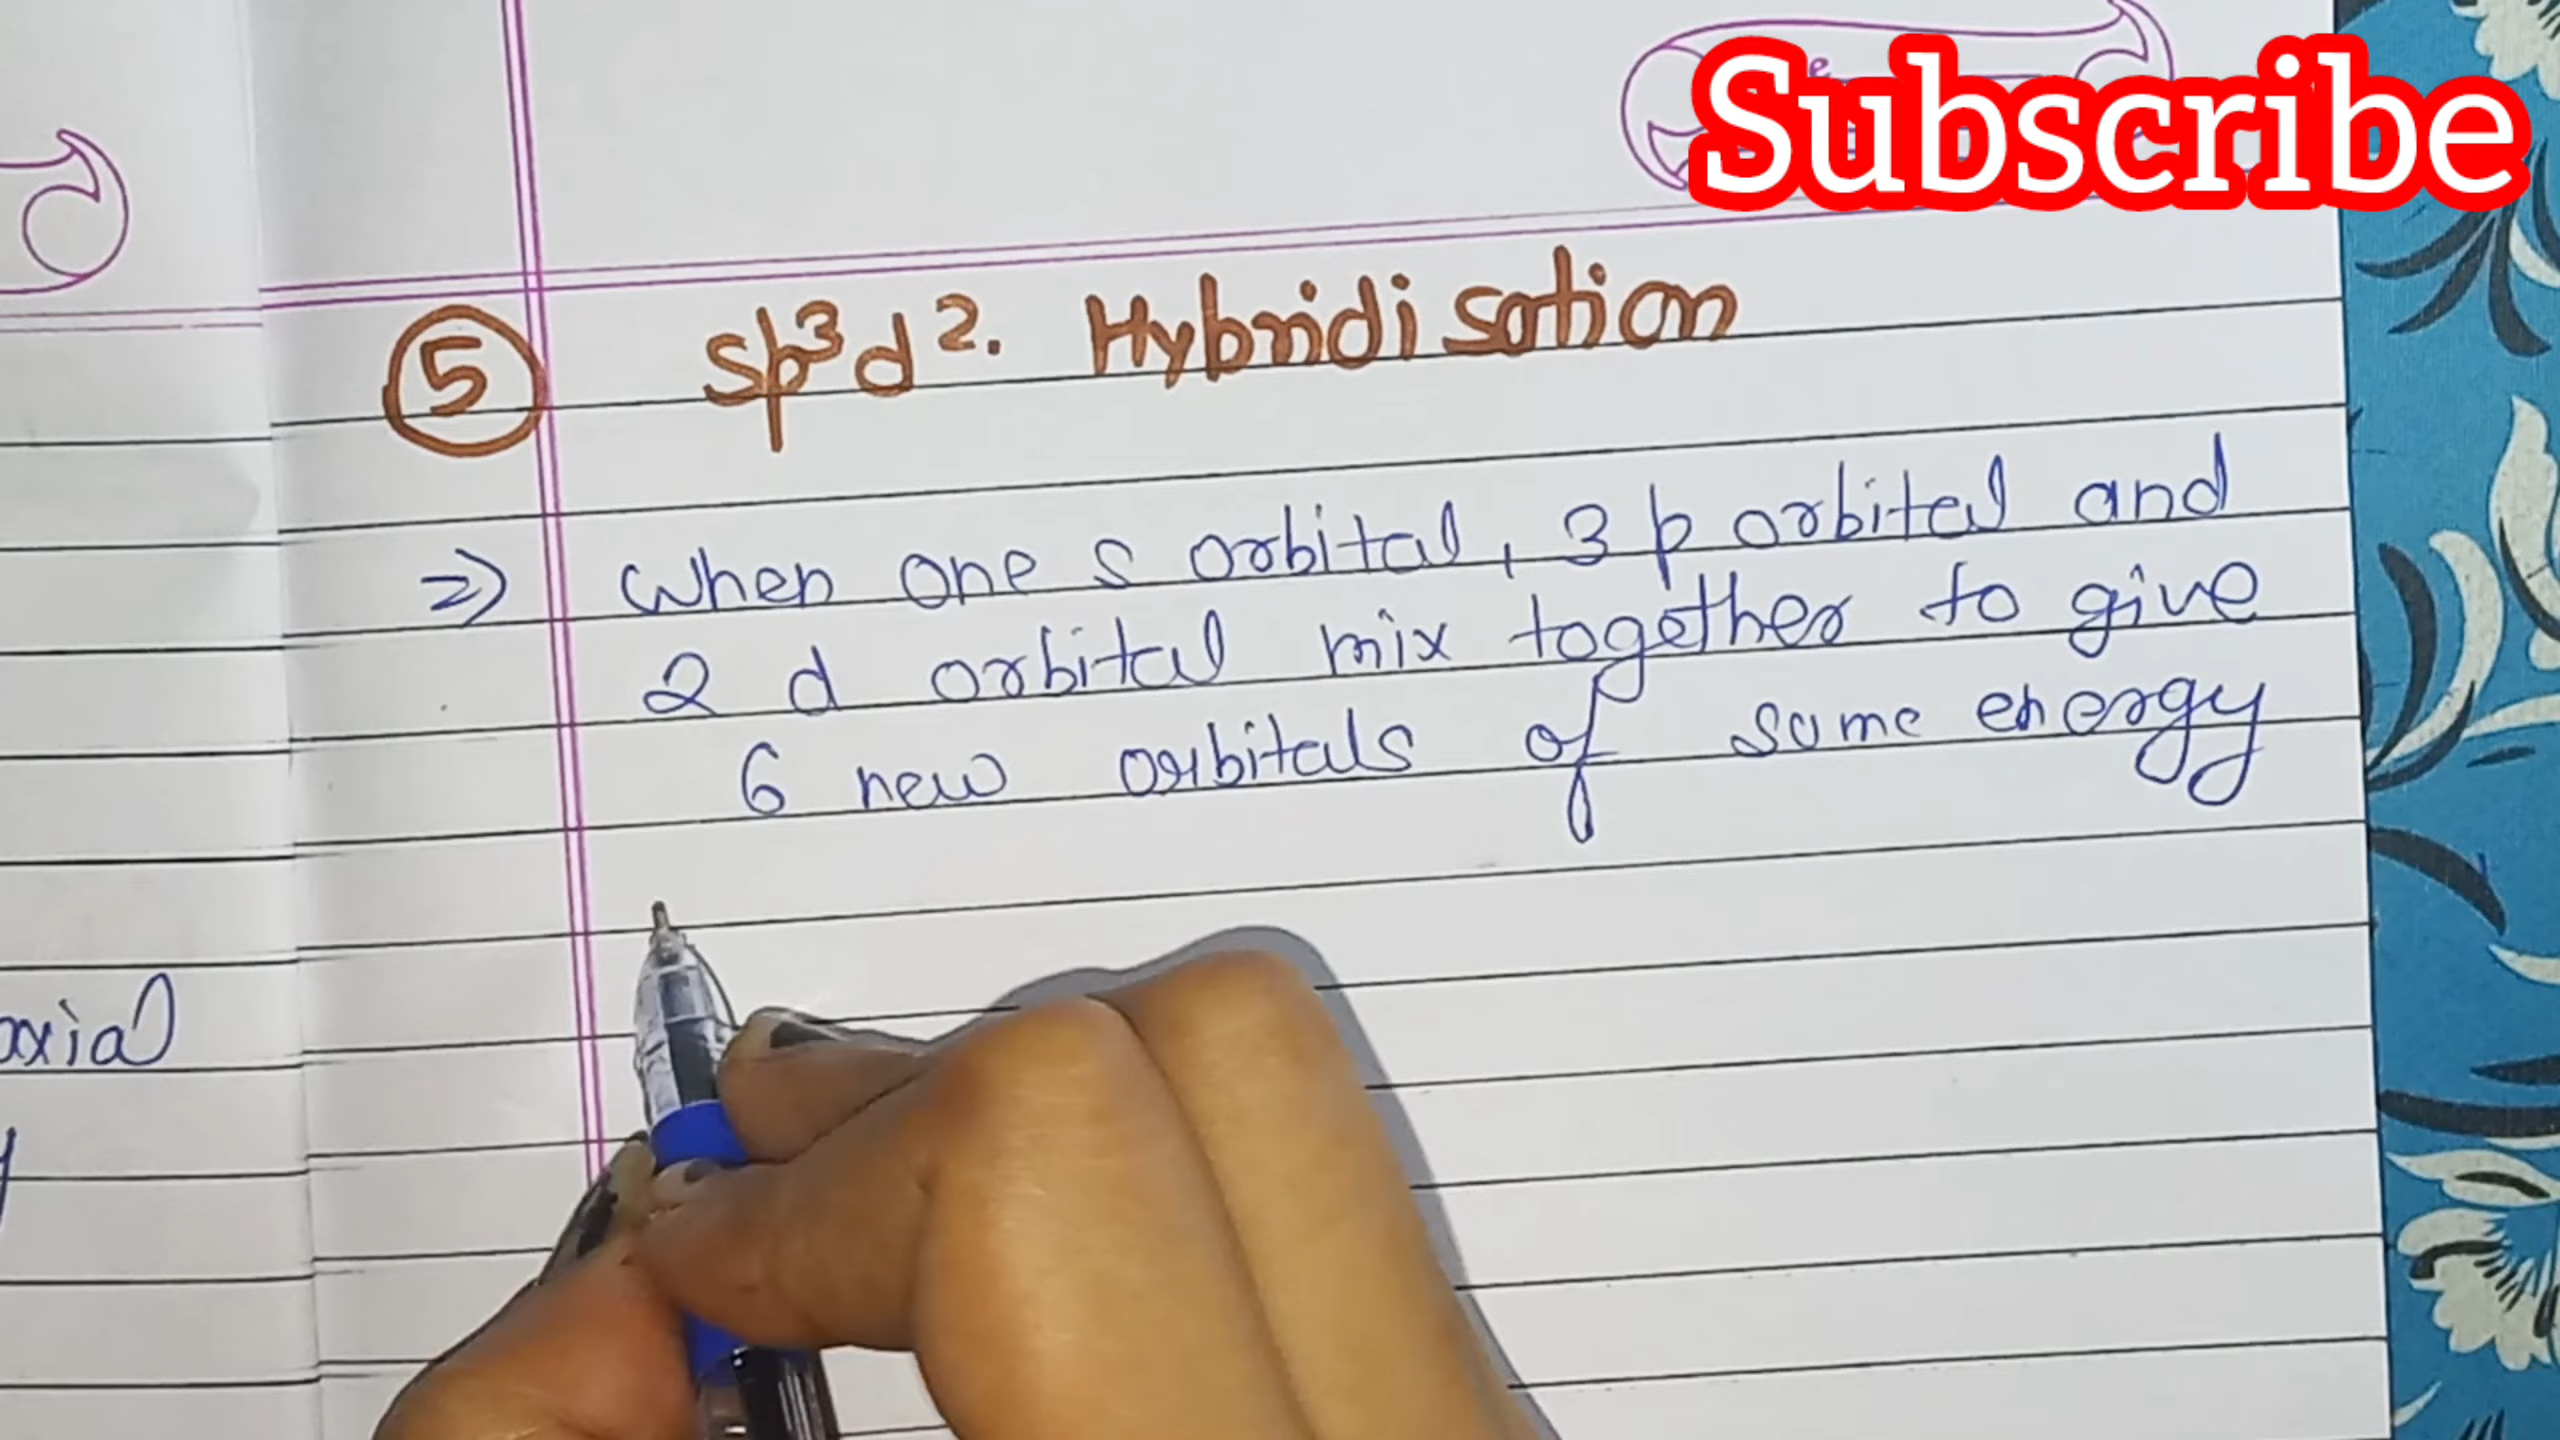 Subscribe
5 Sp³d². Hybridisation
=> When one s orbital, 3 p orbital and
2 d orbital mix together to give
6 new orbitals of same energy
axial